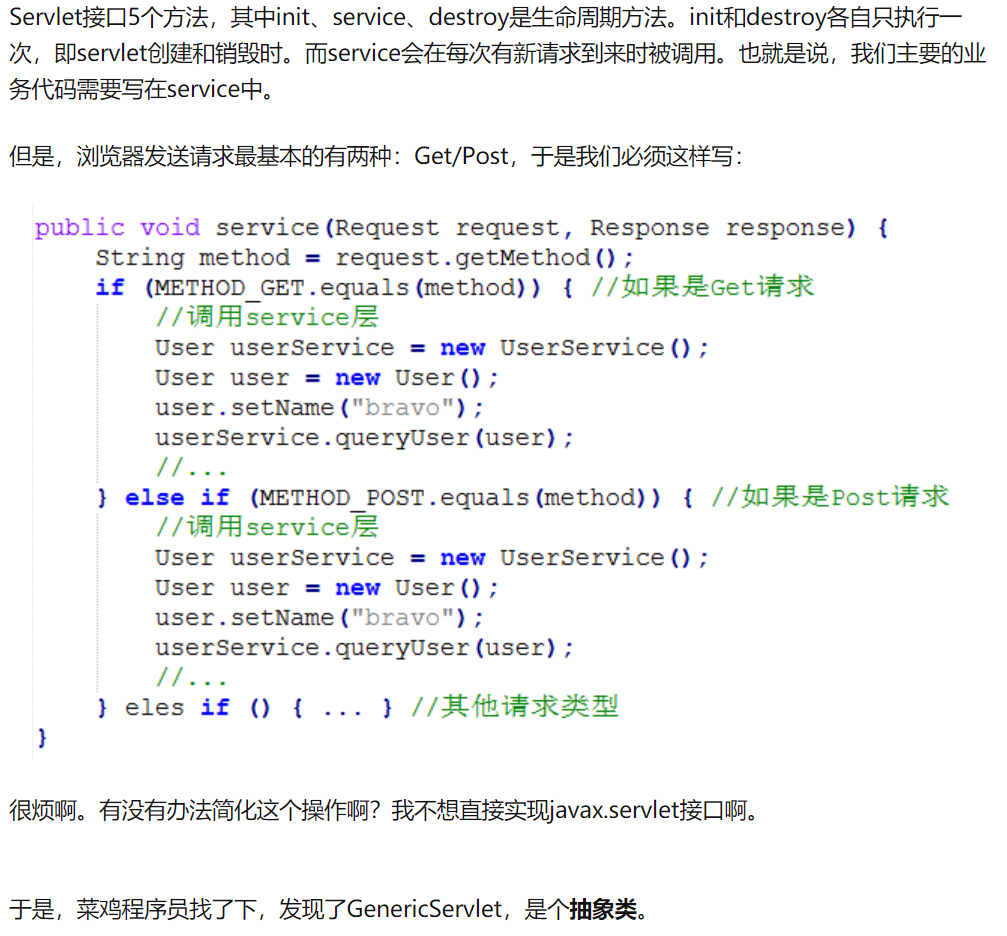 Servlet接口5个方法，其中init、service、destroy是生命周期方法。init和destroy各自只执行一
次，即servlet创建和销毁时。而service会在每次有新请求到来时被调用。也就是说，我们主要的业
务代码需要写在service中。
但是，浏览器发送请求最基本的有两种：Get/Post，于是我们必须这样写：
public void service(Request request, Response response) {
    String method = request.getMethod();
    if (METHOD_GET.equals(method)) { //如果是Get请求
        //调用service层
        User userService = new UserService();
        User user = new User();
        user.setName("bravo");
        userService.queryUser(user);
        //...
    } else if (METHOD_POST.equals(method)) { //如果是Post请求
        //调用service层
        User userService = new UserService();
        User user = new User();
        user.setName("bravo");
        userService.queryUser(user);
        //...
    } eles if () { ... } //其他请求类型
}
很烦啊。有没有办法简化这个操作啊？我不想直接实现javax.servlet接口啊。
于是，菜鸡程序员找了下，发现了GenericServlet，是个抽象类。